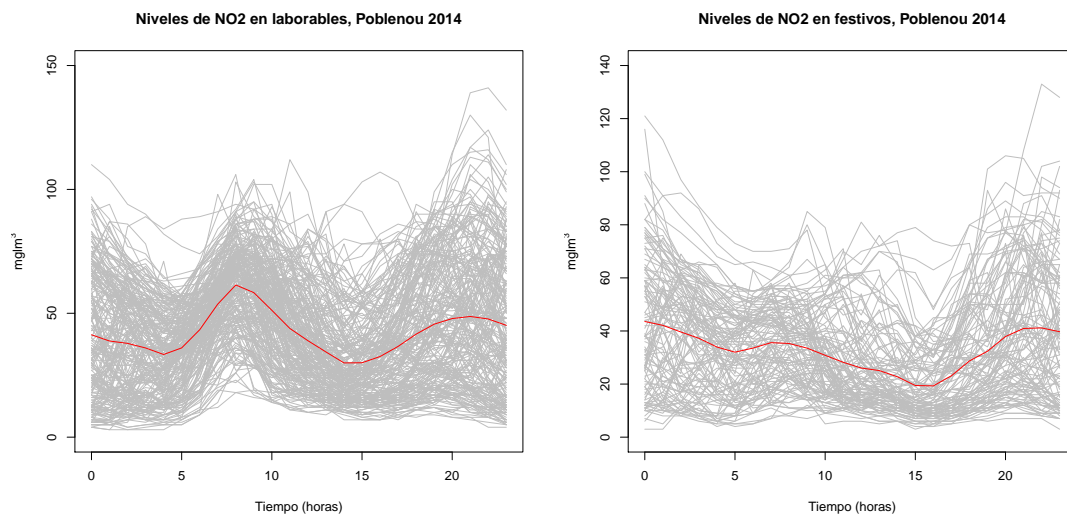 Niveles de NO2 en laborables, Poblenou 2014
150
100
50
0
mglm³
0 5 10 15 20
Tiempo (horas)
Niveles de NO2 en festivos, Poblenou 2014
140
120
100
80
60
40
20
0
mglm³
0 5 10 15 20
Tiempo (horas)